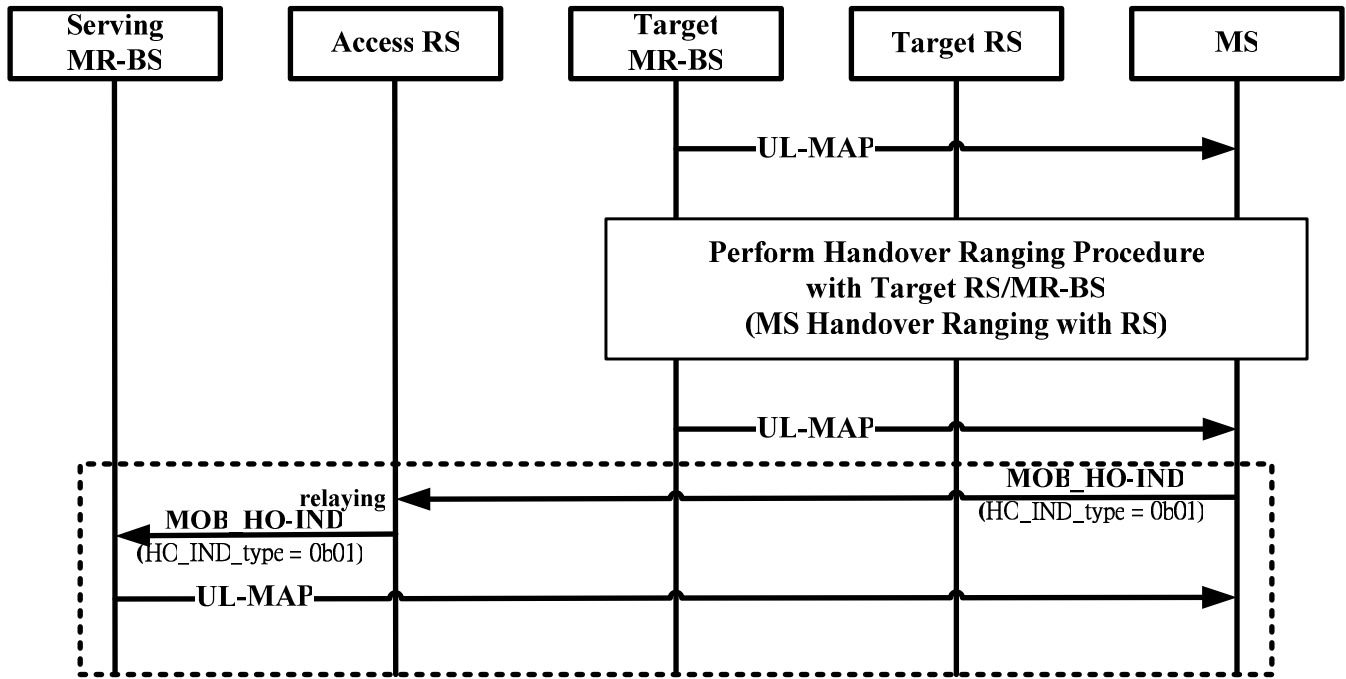 Serving
MR-BS
Access RS
Target
MR-BS
Target RS
MS
UL-MAP
Perform Handover Ranging Procedure
with Target RS/MR-BS
(MS Handover Ranging with RS)
UL-MAP
MOB_HO-IND
(HC_IND_type = 0b01)
relaying
MOB_HO-IND
(HC_IND_type = 0b01)
UL-MAP